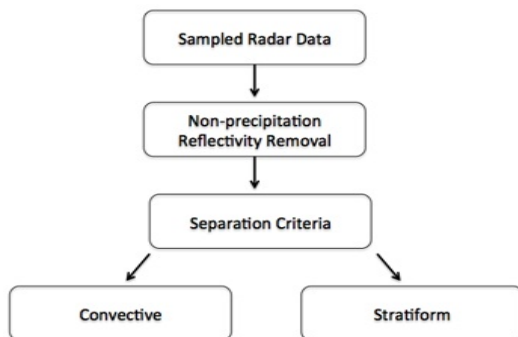 Sampled Radar Data
Non-precipitation
Reflectivity Removal
Separation Criteria
Convective
Stratiform